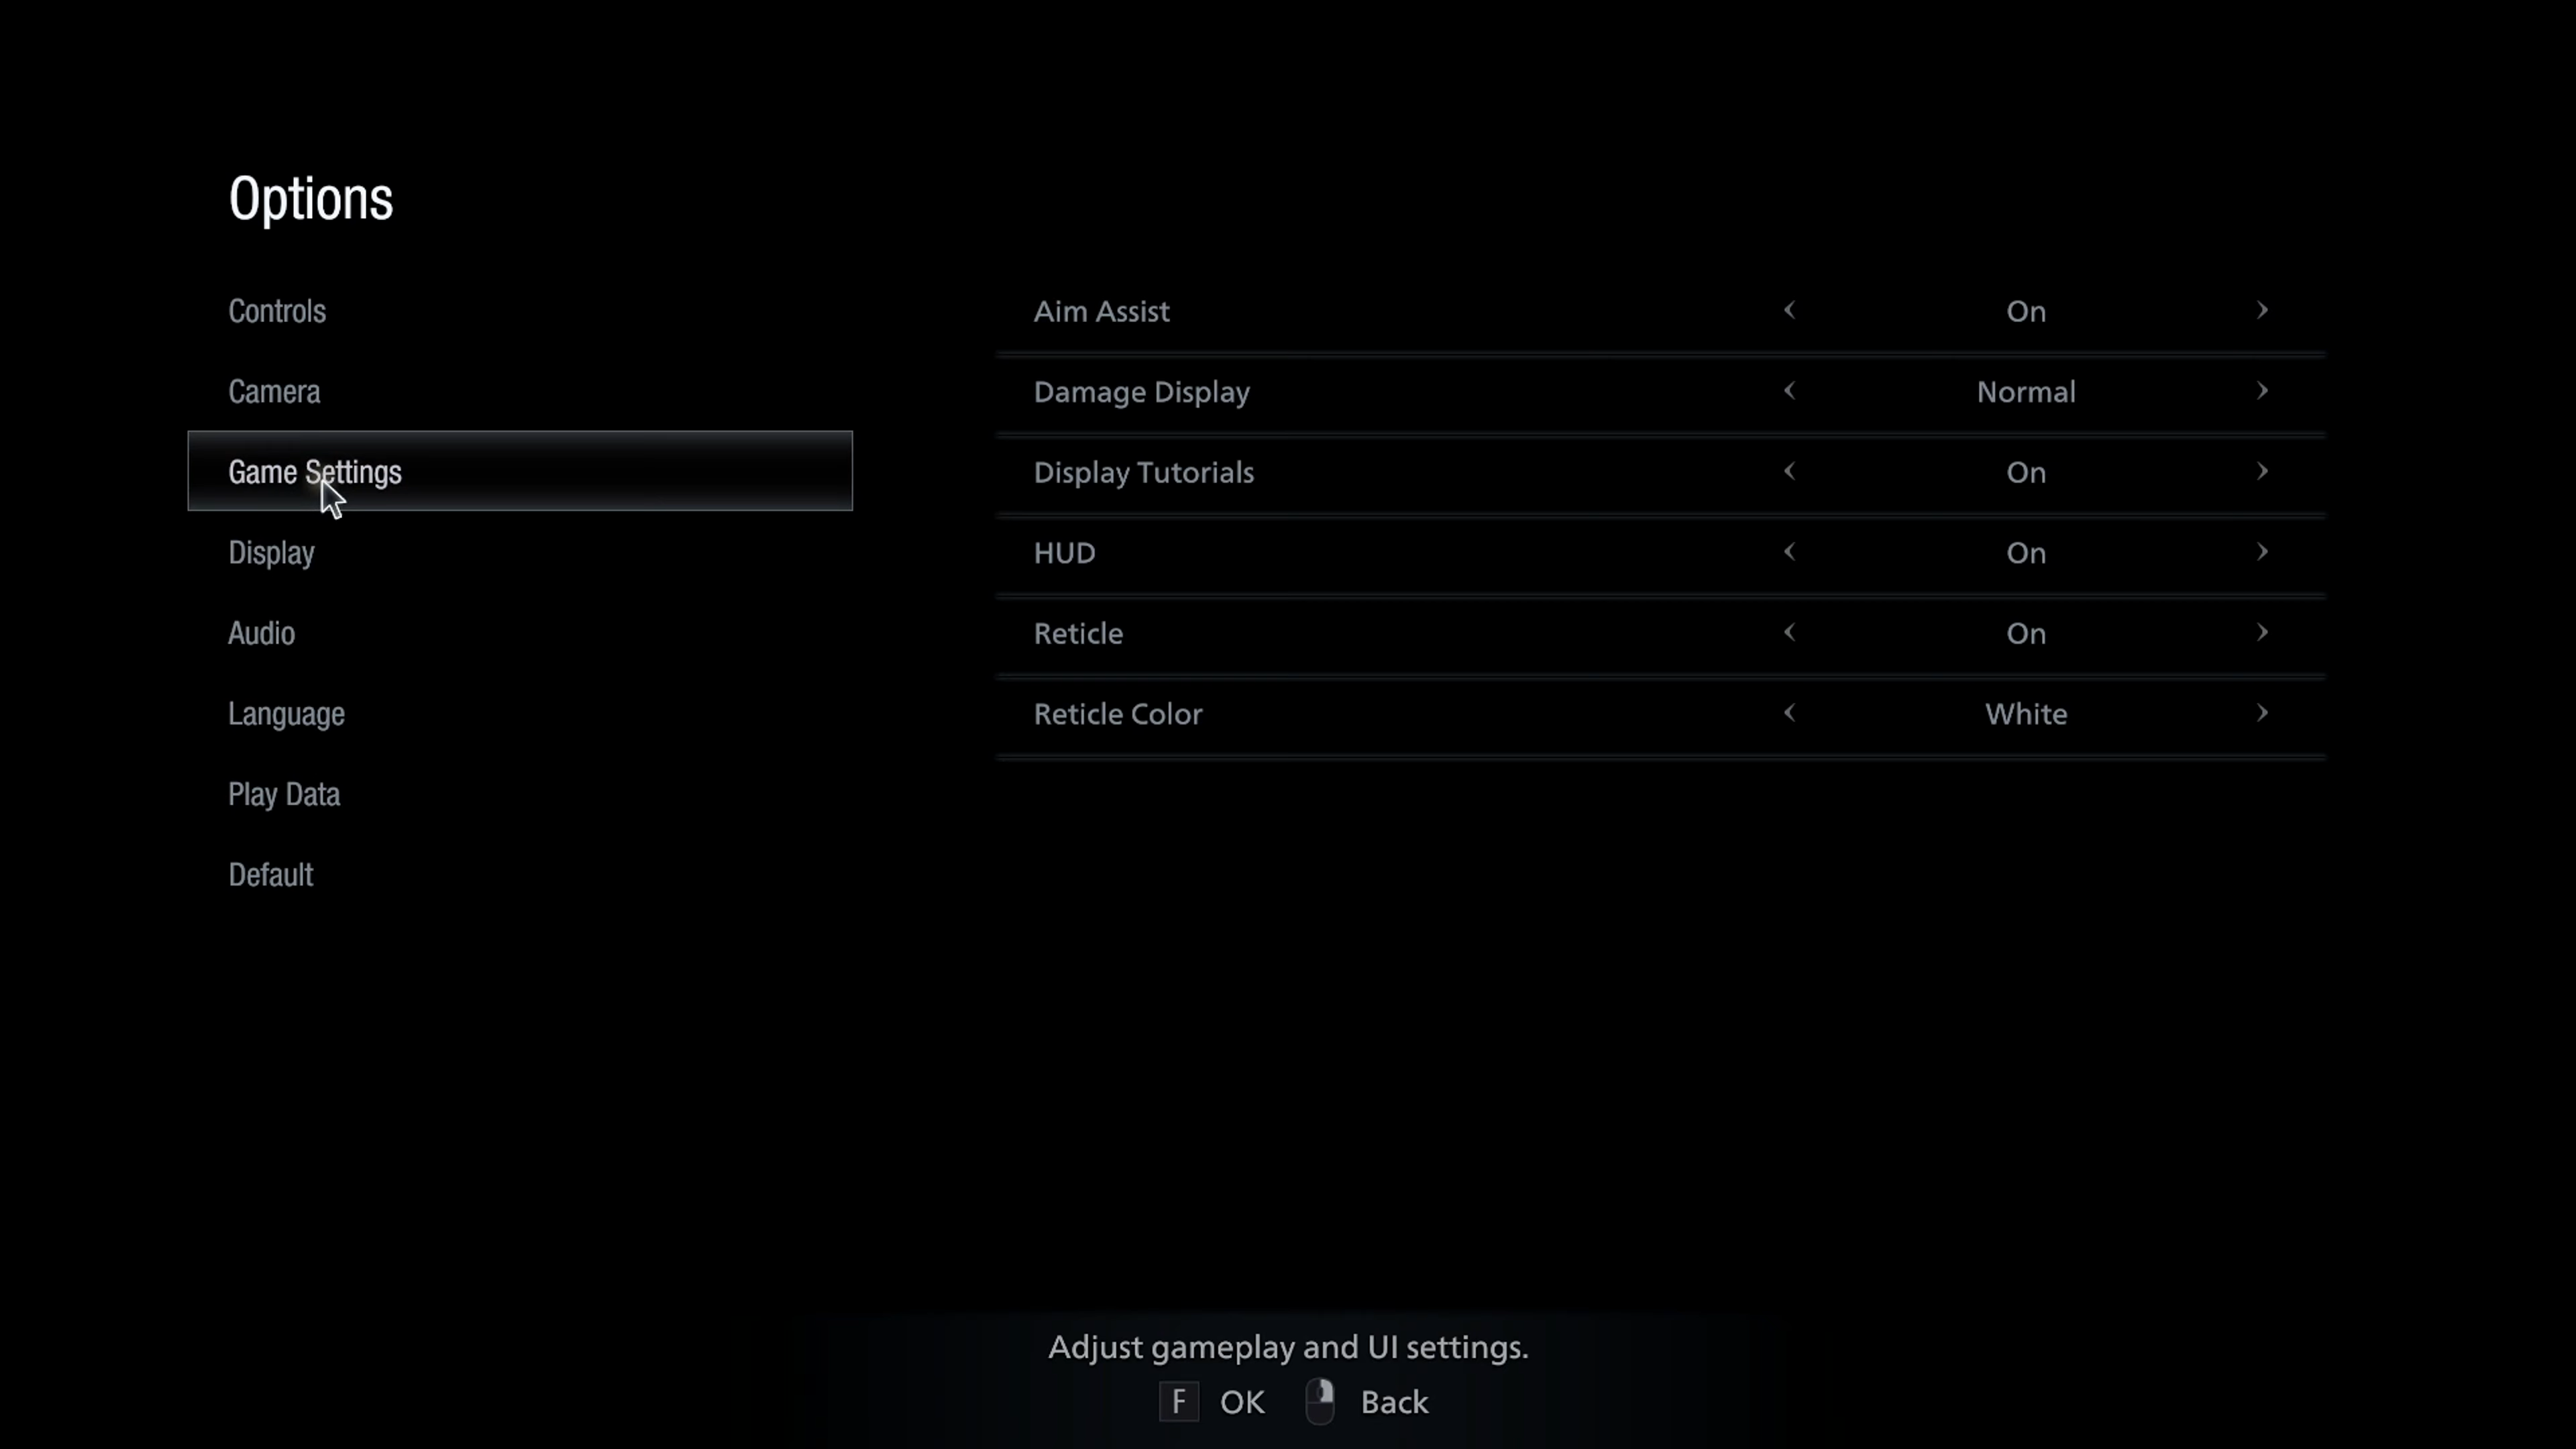 Options
Controls
Camera
Game Settings
Display
Audio
Language
Play Data
Default
Aim Assist On
Damage Display Normal
Display Tutorials On
HUD On
Reticle On
Reticle Color White
Adjust gameplay and UI settings.
F OK Back